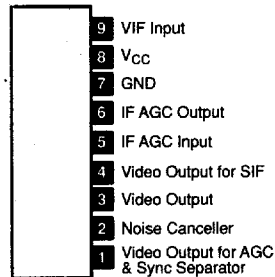 9 VIF Input
8 VCC
7 GND
6 IF AGC Output
5 IF AGC Input
4 Video Output for SIF
3 Video Output
2 Noise Canceller
1 Video Output for AGC
& Sync Separator